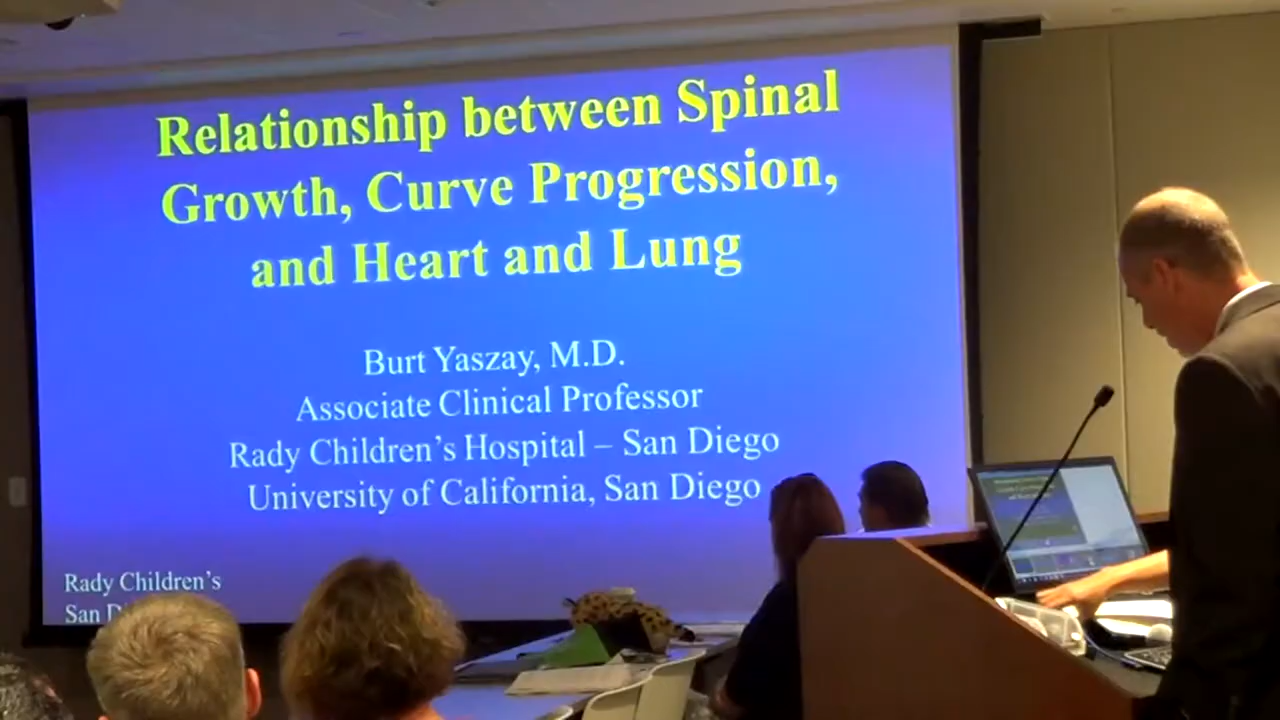 Relationship between Spinal
Growth, Curve Progression,
and Heart and Lung
Burt Yaszay, M.D.
Associate Clinical Professor
Rady Children's Hospital – San Diego
University of California, San Diego
Rady Children's
San